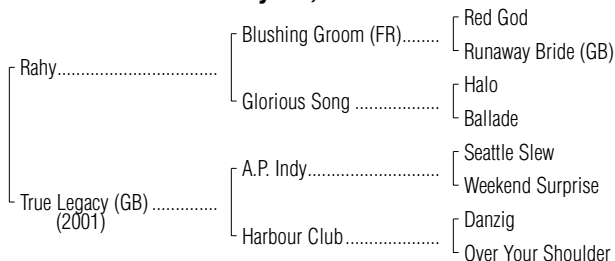 Red God
Blushing Groom (FR)........
Runaway Bride (GB)
Rahy.................................
Halo
Glorious Song .................
Ballade
Seattle Slew
A.P. Indy..........................
Weekend Surprise
True Legacy (GB) .............
(2001)
Danzig
Harbour Club...................
Over Your Shoulder